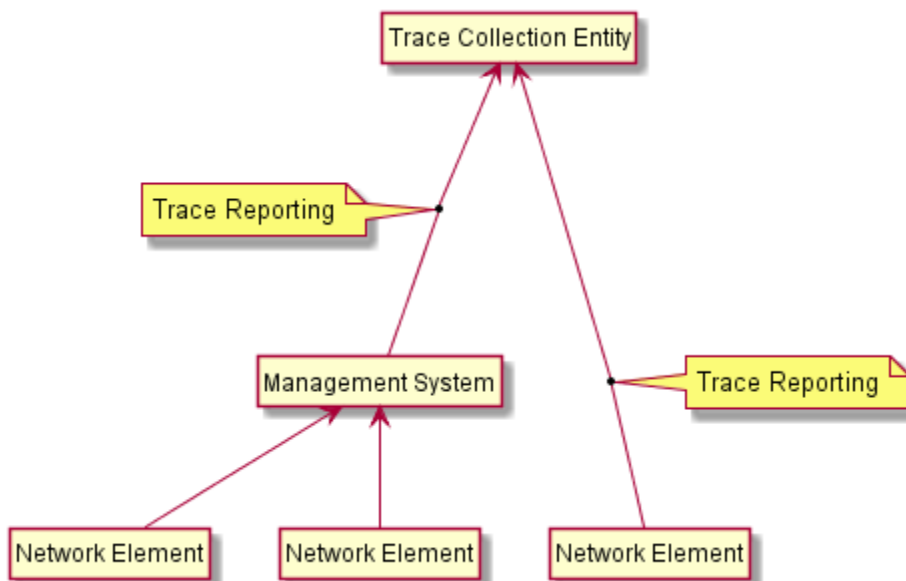 Trace Collection Entity
Trace Reporting
Management System
Trace Reporting
Network Element
Network Element
Network Element